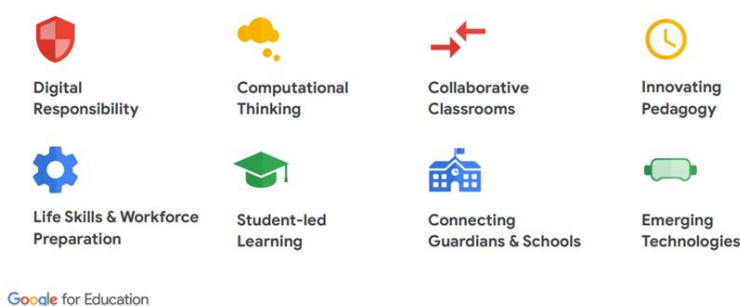 Digital
Responsibility
Computational
Thinking
Collaborative
Classrooms
Innovating
Pedagogy
Life Skills & Workforce
Preparation
Student-led
Learning
Connecting
Guardians & Schools
Emerging
Technologies
Google for Education